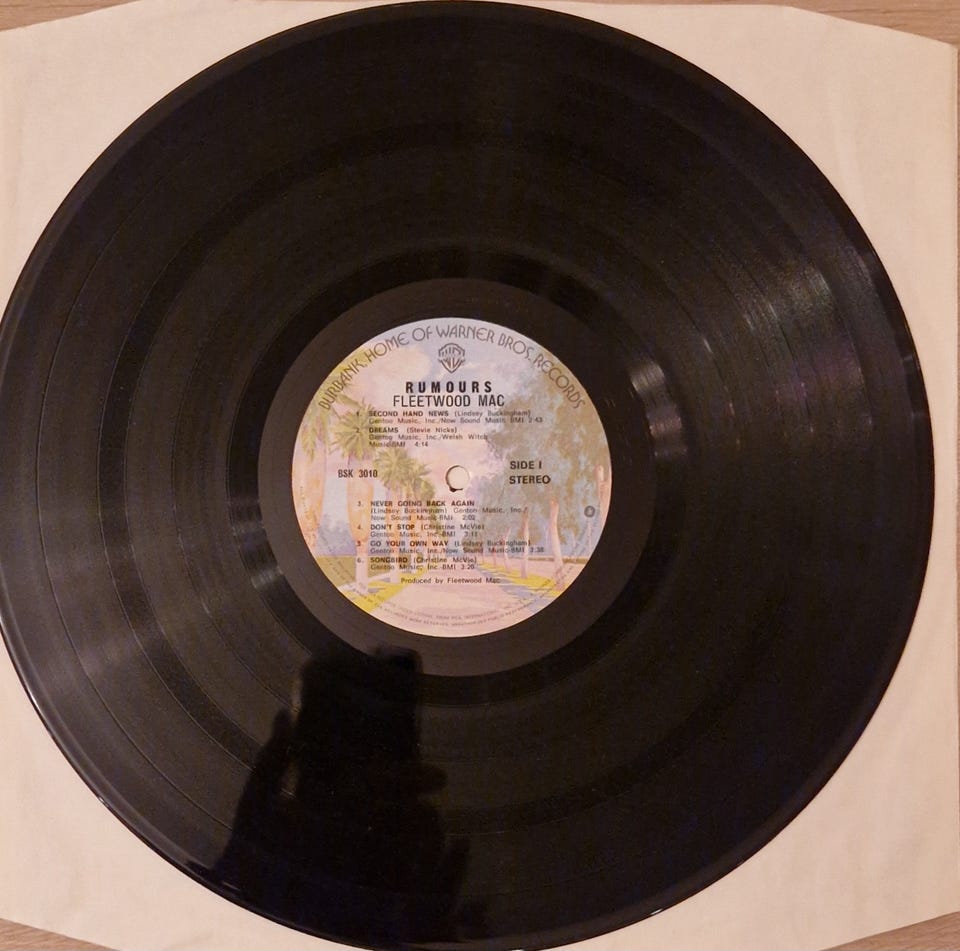 BURBANK, HOME OF WARNER BROS. RECORDS
RUMOURS
FLEETWOOD MAC
1. SECOND HAND NEWS (Lindsey Buckingham)
Gentoo Music, Inc./Now Sound Music-BMI 2:43
2. DREAMS (Stevie Nicks)
Gentoo Music, Inc./Welsh Witch
Music-BMI 4:14
BSK 3010
SIDE 1
STEREO
3. NEVER GOING BACK AGAIN
(Lindsey Buckingham) Gentoo Music, Inc./
Now Sound Music-BMI 2:02
4. DON'T STOP (Christine McVie)
Gentoo Music, Inc.-BMI 3:11
5. GO YOUR OWN WAY (Lindsey Buckingham)
Gentoo Music, Inc./Now Sound Music-BMI 3:38
6. SONGBIRD (Christine McVie)
Gentoo Music, Inc.-BMI 3:20
Produced by Fleetwood Mac